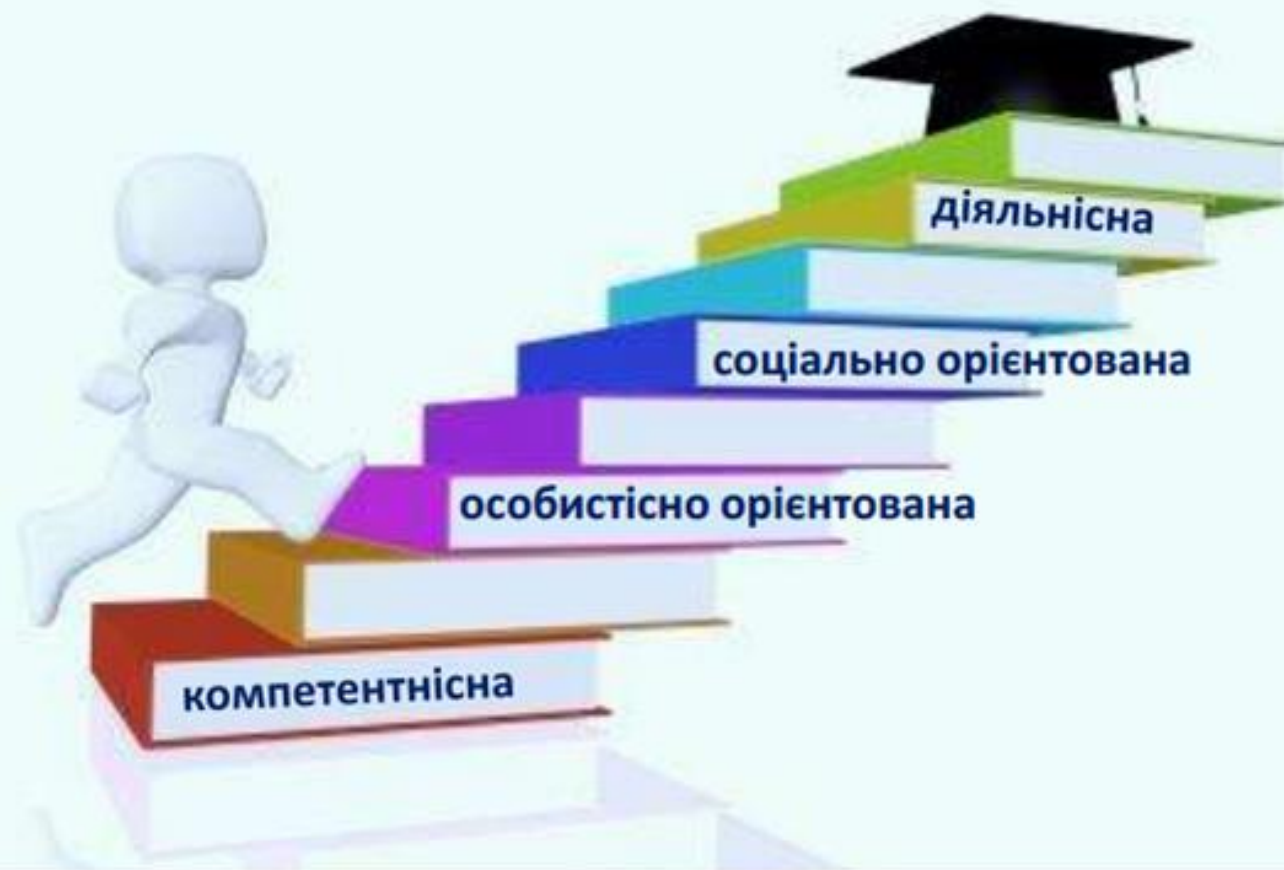 діяльнісна
соціально орієнтована
особистісно орієнтована
компетентнісна